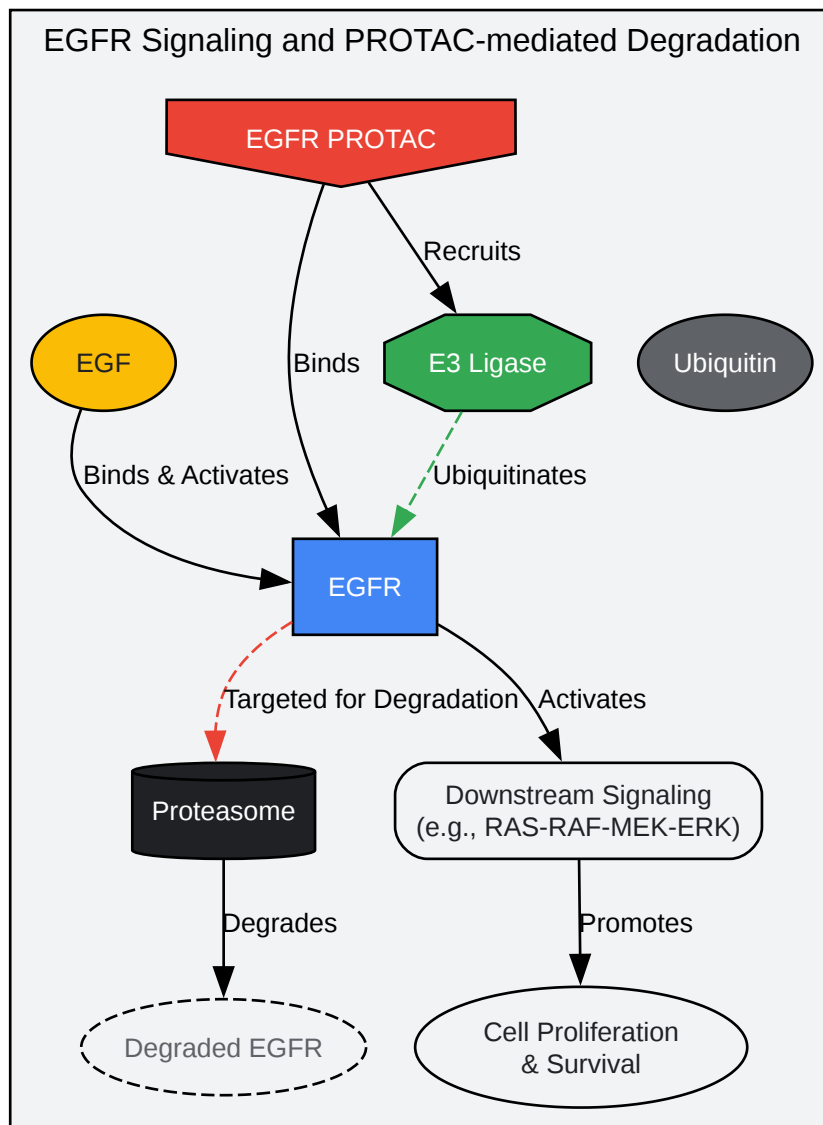 EGFR Signaling and PROTAC-mediated Degradation
EGFR PROTAC
Recruits
EGF
Binds
E3 Ligase
Ubiquitin
Binds & Activates
Ubiquitinates
EGFR
Targeted for Degradation
Activates
Proteasome
Downstream Signaling
(e.g., RAS-RAF-MEK-ERK)
Degrades
Promotes
Degraded EGFR
Cell Proliferation
& Survival